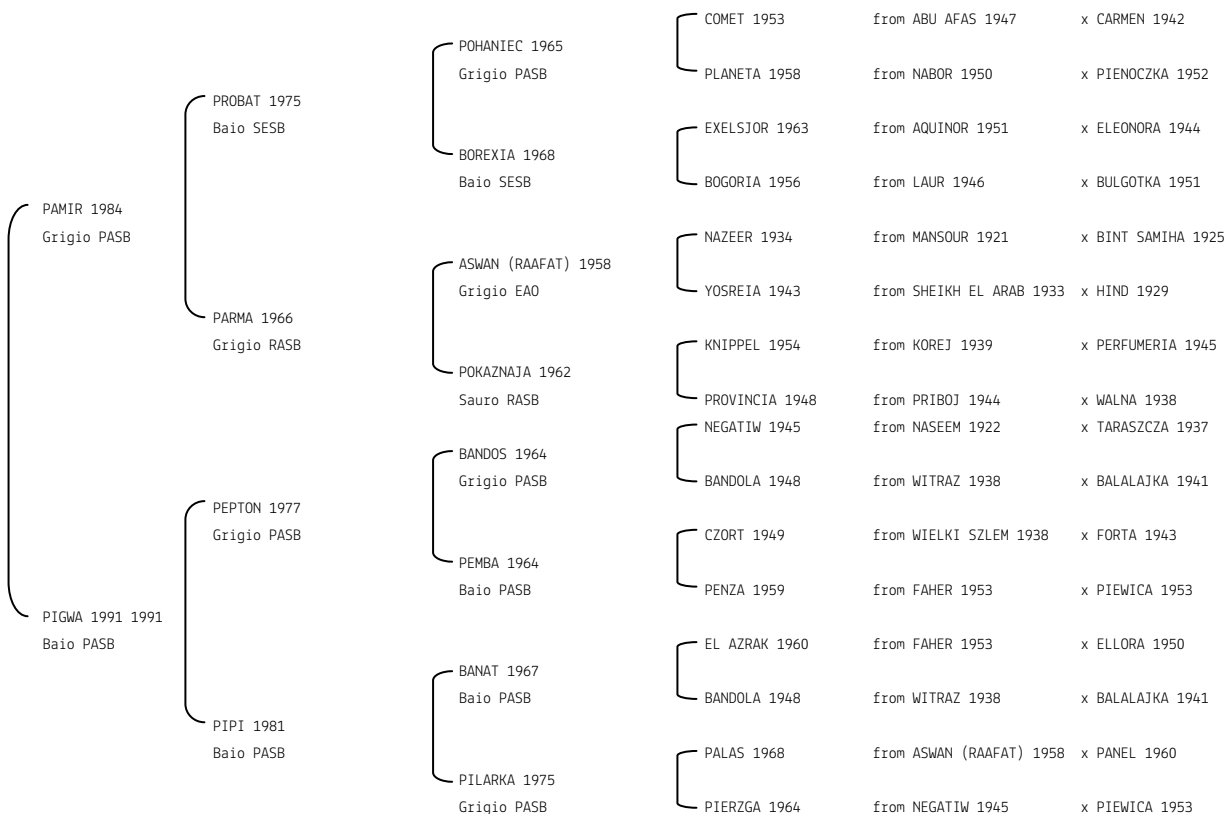 COMET 1953 from ABU AFAS 1947 x CARMEN 1942
POHANIEC 1965
Grigio PASB
PLANETA 1958 from NABOR 1950 x PIENOCZKA 1952
PROBAT 1975
Baio SESB
EXELSJOR 1963 from AQUINOR 1951 x ELEONORA 1944
BOREXIA 1968
Baio SESB
BOGORIA 1956 from LAUR 1946 x BULGOTKA 1951
PAMIR 1984
Grigio PASB
NAZEER 1934 from MANSOUR 1921 x BINT SAMIHA 1925
ASWAN (RAAFAT) 1958
Grigio EAO
YOSREIA 1943 from SHEIKH EL ARAB 1933 x HIND 1929
PARMA 1966
Grigio RASB
KNIPPEL 1954 from KOREJ 1939 x PERFUMERIA 1945
POKAZNAJA 1962
Sauro RASB
PROVINCIA 1948 from PRIBOJ 1944 x WALNA 1938
NEGATIW 1945 from NASEEM 1922 x TARASZCZA 1937
BANDOS 1964
Grigio PASB
BANDOLA 1948 from WITRAZ 1938 x BALALAJKA 1941
PEPTON 1977
Grigio PASB
CZORT 1949 from WIELKI SZLEM 1938 x FORTA 1943
PEMBA 1964
Baio PASB
PENZA 1959 from FAHER 1953 x PIEWICA 1953
PIGWA 1991 1991
Baio PASB
EL AZRAK 1960 from FAHER 1953 x ELLORA 1950
BANAT 1967
Baio PASB
BANDOLA 1948 from WITRAZ 1938 x BALALAJKA 1941
PIPI 1981
Baio PASB
PALAS 1968 from ASWAN (RAAFAT) 1958 x PANEL 1960
PILARKA 1975
Grigio PASB
PIERZGA 1964 from NEGATIW 1945 x PIEWICA 1953